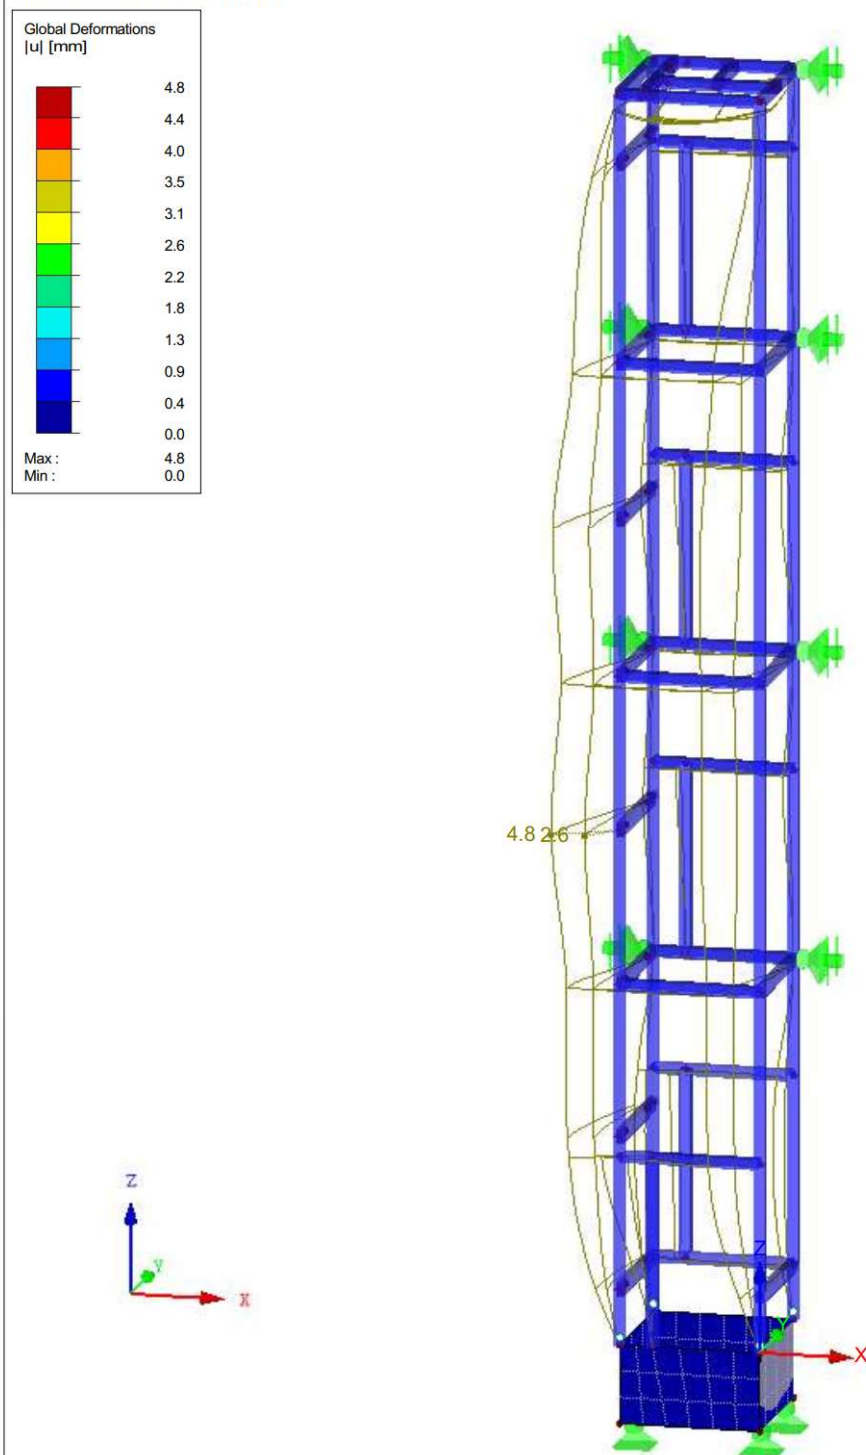 Global Deformations
|u| [mm]
4.8
4.4
4.0
3.5
3.1
2.6
2.2
1.8
1.3
0.9
0.4
0.0
Max : 4.8
Min : 0.0
4.8 2.6
Z
Y
X
Z
Y
X